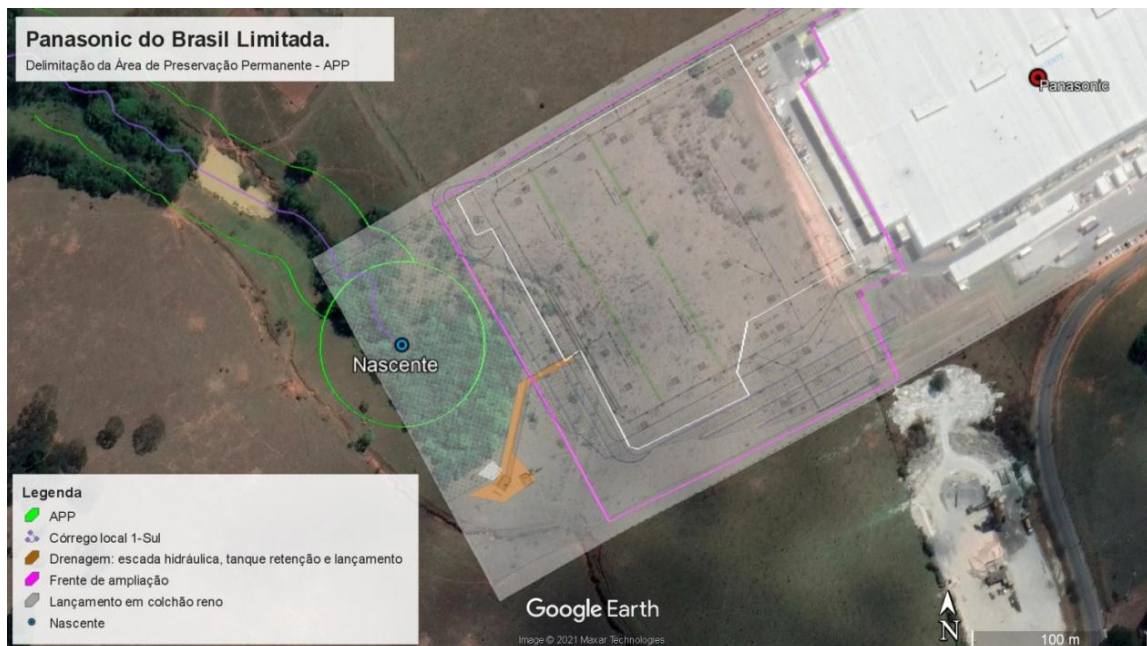 Panasonic do Brasil Limitada.
Delimitação da Área de Preservação Permanente - APP
Panasonic
Nascente
Legenda
APP
Córrego local 1-Sul
Drenagem: escada hidráulica, tanque retenção e lançamento
Frente de ampliação
Lançamento em colchão reno
Nascente
Google Earth
Image © 2021 Maxar Technologies
N
100 m